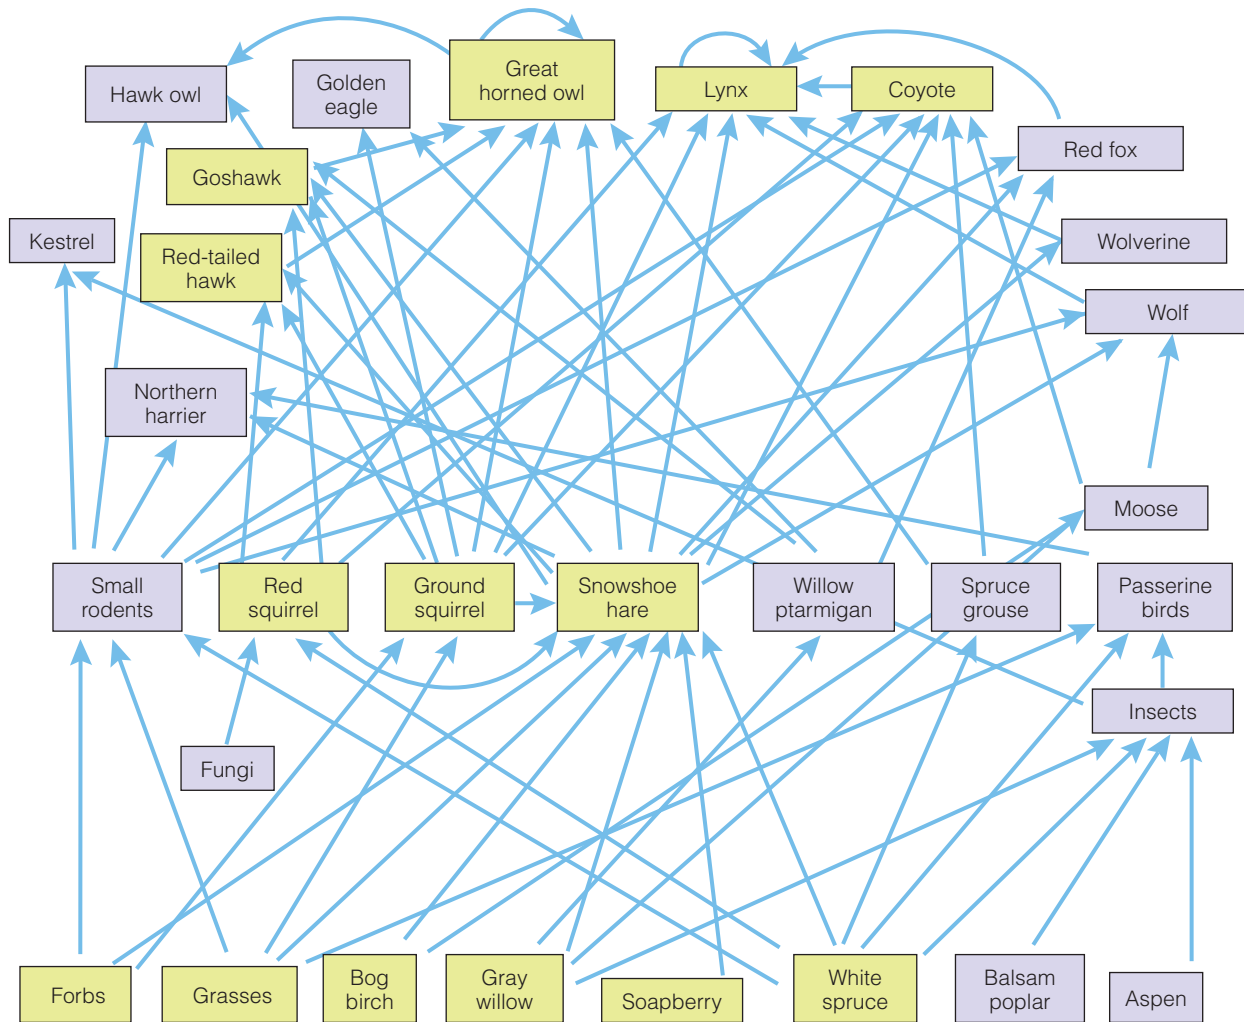 Great
horned owl
Golden
eagle
Hawk owl
Lynx
Coyote
Red fox
Goshawk
Kestrel
Red-tailed
hawk
Wolverine
Wolf
Northern
harrier
Moose
Small
rodents
Red
squirrel
Ground
squirrel
Snowshoe
hare
Willow
ptarmigan
Spruce
grouse
Passerine
birds
Insects
Fungi
Forbs
Grasses
Bog
birch
Gray
willow
Soapberry
White
spruce
Balsam
poplar
Aspen